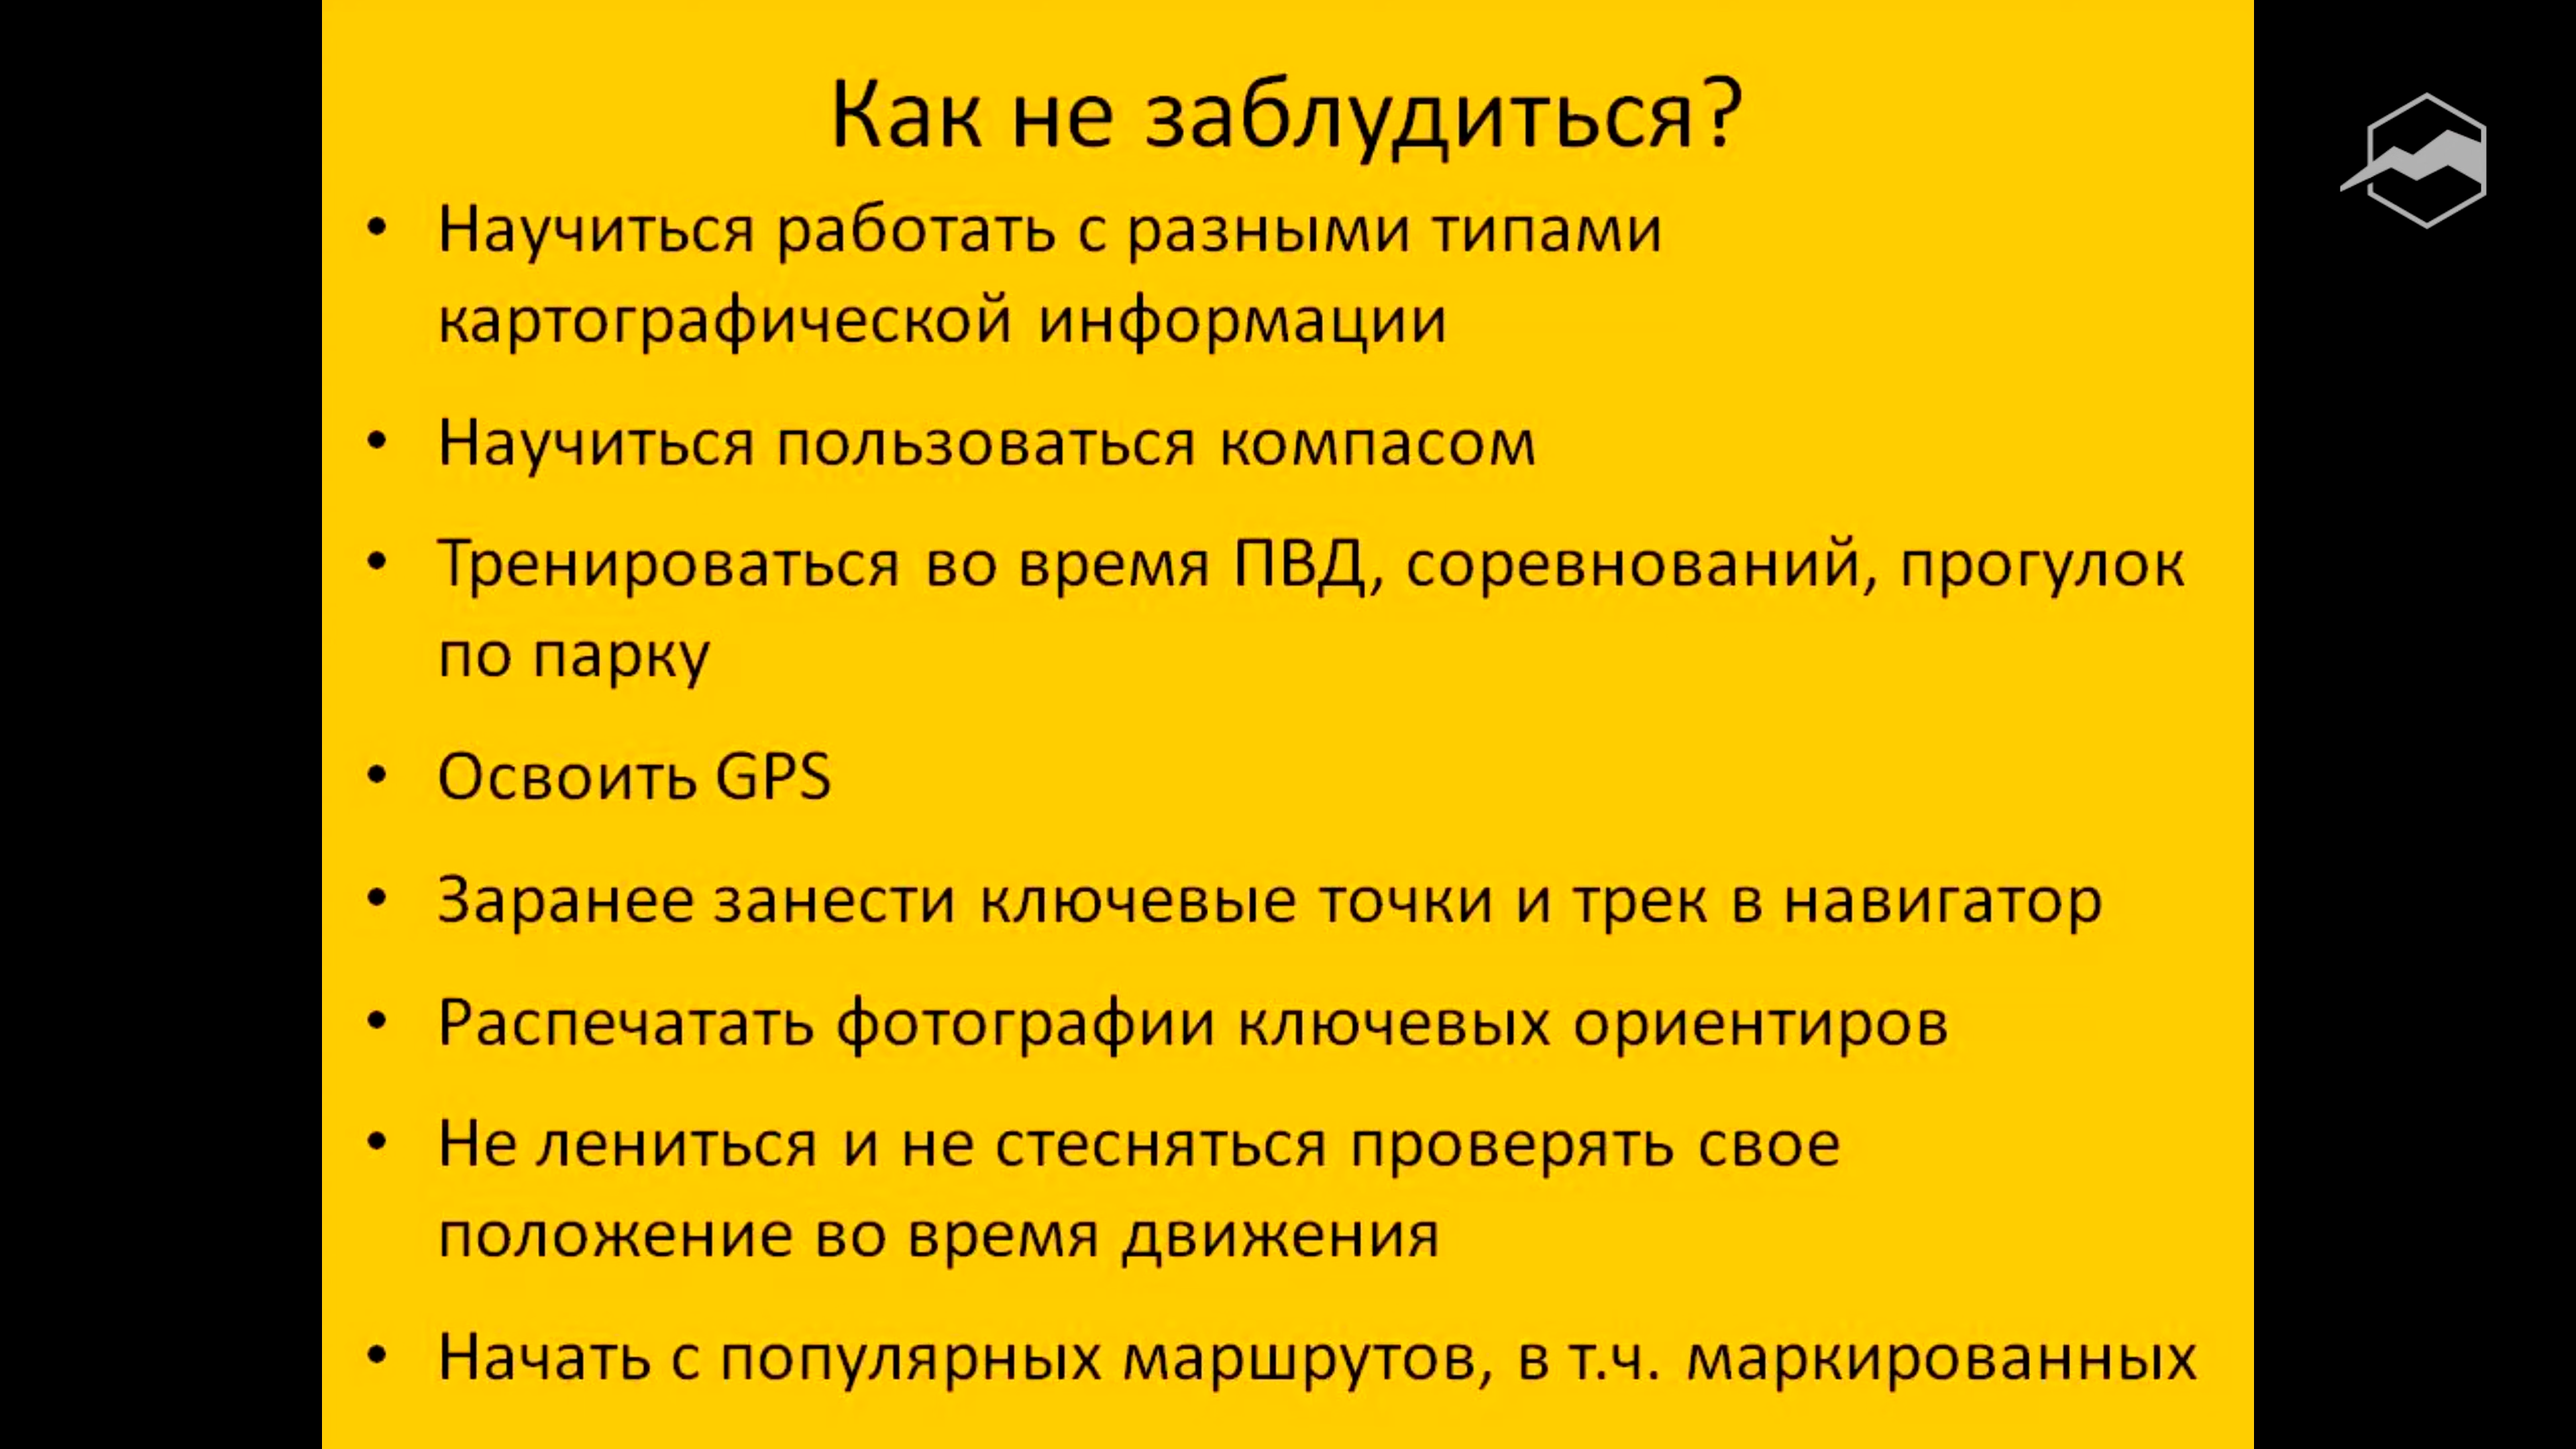 Как не заблудиться?
• Научиться работать с разными типами
картографической информации
• Научиться пользоваться компасом
• Тренироваться во время ПВД, соревнований, прогулок
по парку
• Освоить GPS
• Заранее занести ключевые точки и трек в навигатор
• Распечатать фотографии ключевых ориентиров
• Не лениться и не стесняться проверять свое
положение во время движения
• Начать с популярных маршрутов, в т.ч. маркированных